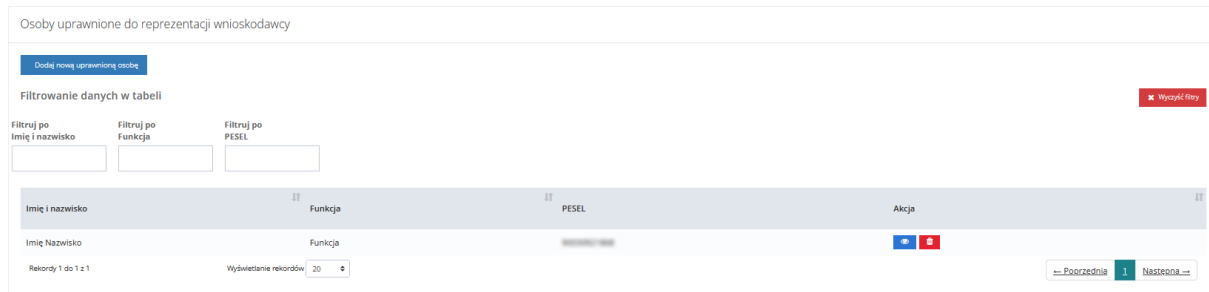 Osoby uprawnione do reprezentacji wnioskodawcy
Dodaj nową uprawnioną osobę
Filtrowanie danych w tabeli
Wyczyść filtry
Filtruj po Imię i nazwisko
Filtruj po Funkcja
Filtruj po PESEL
Imię i nazwisko Funkcja PESEL Akcja
Imię Nazwisko Funkcja
Rekordy 1 do 1 z 1 Wyświetlanie rekordów 20 ← Poprzednia 1 Następna →